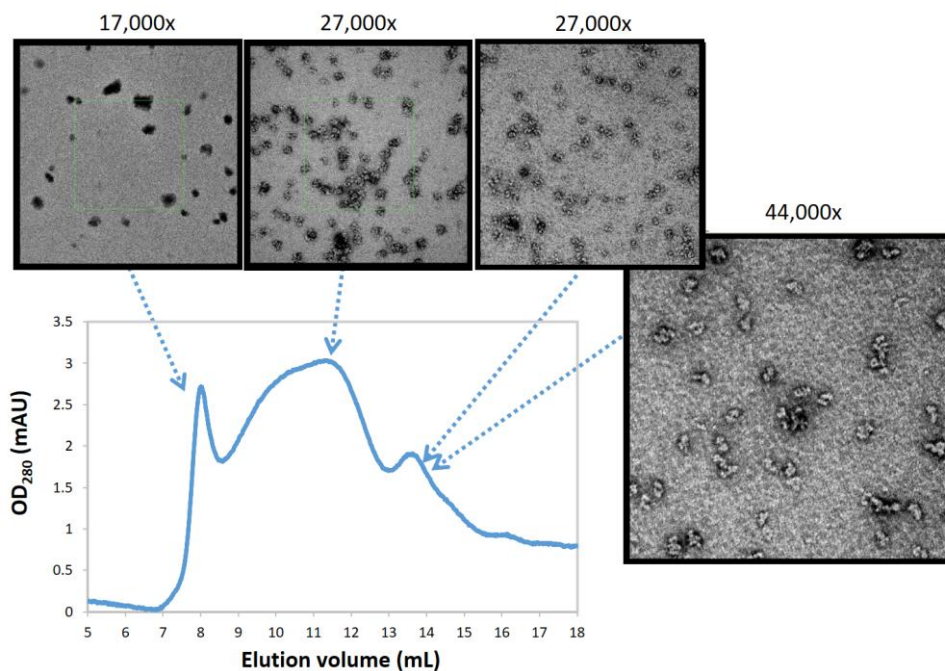 17,000x
27,000x
27,000x
44,000x
3.5
3
2.5
2
1.5
1
0.5
0
OD₂₈₀ (mAU)
5 6 7 8 9 10 11 12 13 14 15 16 17 18
Elution volume (mL)